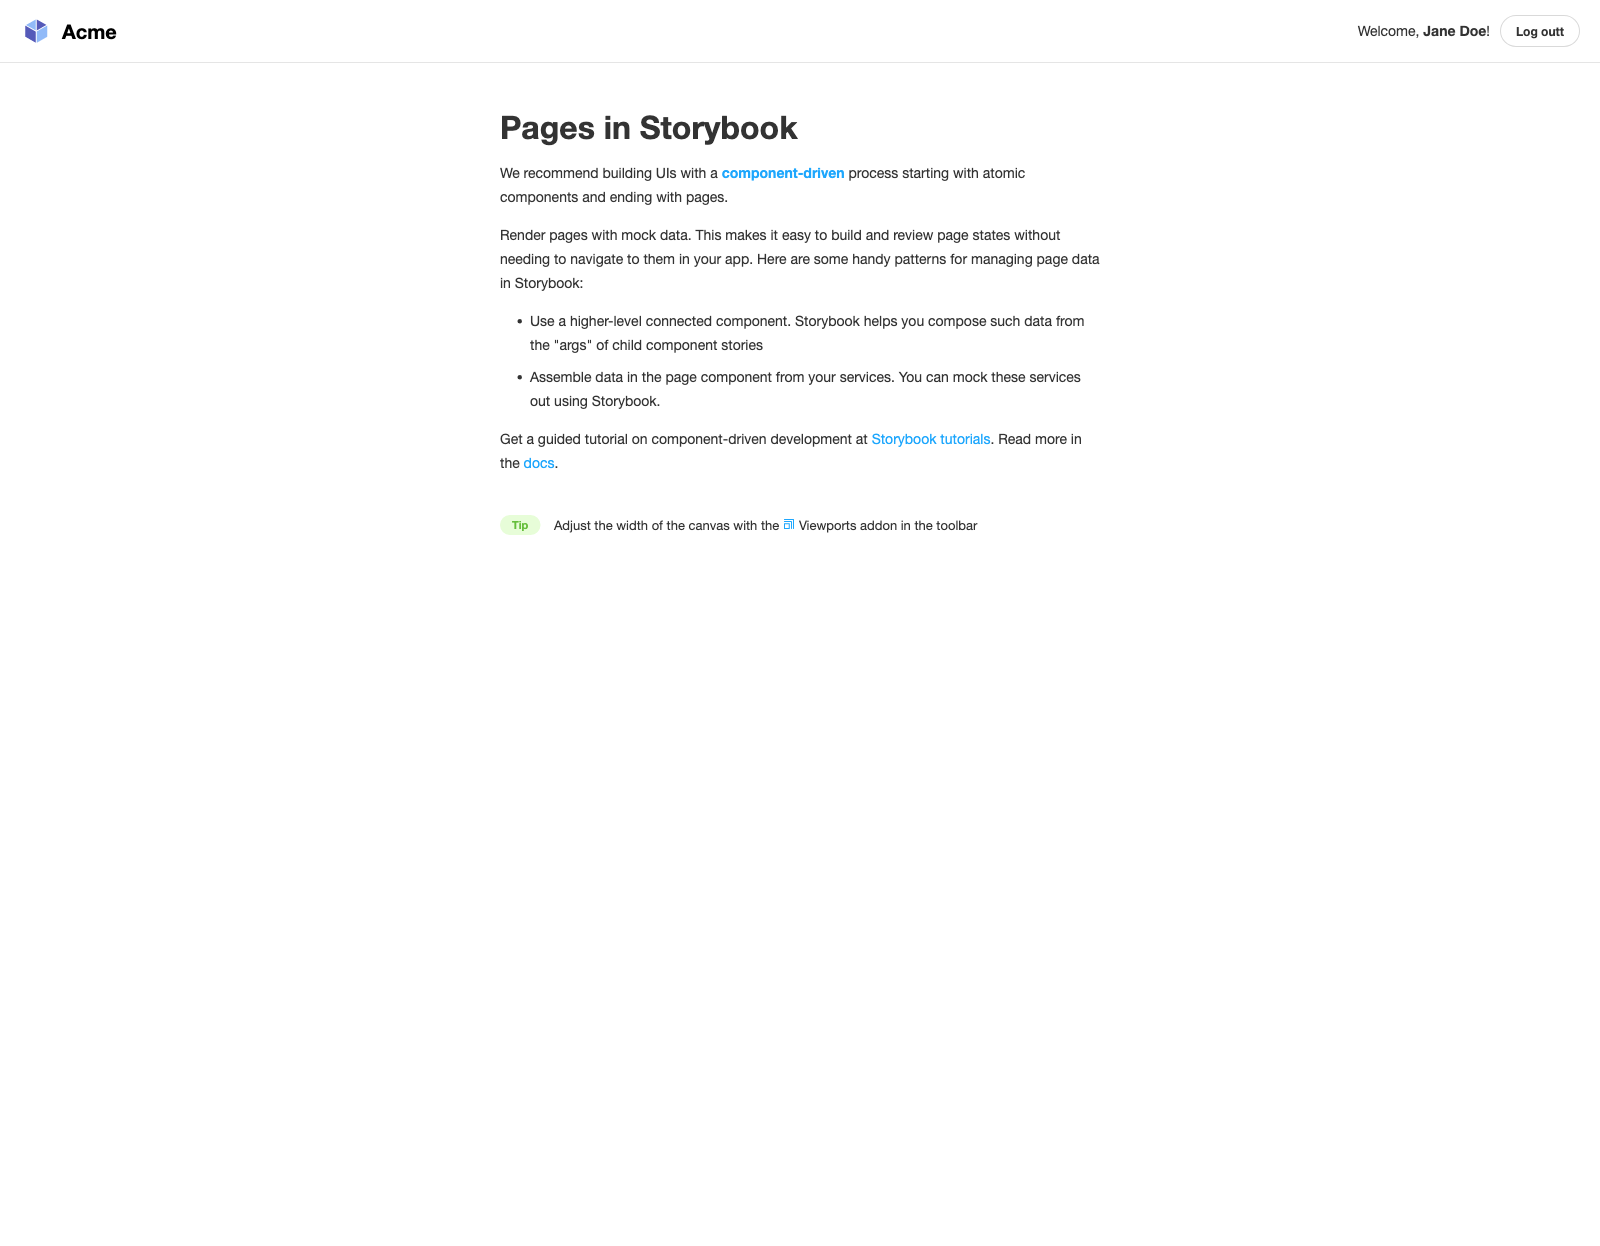 Acme
Welcome, Jane Doe!
Log outt
Pages in Storybook
We recommend building UIs with a component-driven process starting with atomic
components and ending with pages.
Render pages with mock data. This makes it easy to build and review page states without
needing to navigate to them in your app. Here are some handy patterns for managing page data
in Storybook:
• Use a higher-level connected component. Storybook helps you compose such data from
the "args" of child component stories
• Assemble data in the page component from your services. You can mock these services
out using Storybook.
Get a guided tutorial on component-driven development at Storybook tutorials. Read more in
the docs.
Tip Adjust the width of the canvas with the Viewports addon in the toolbar